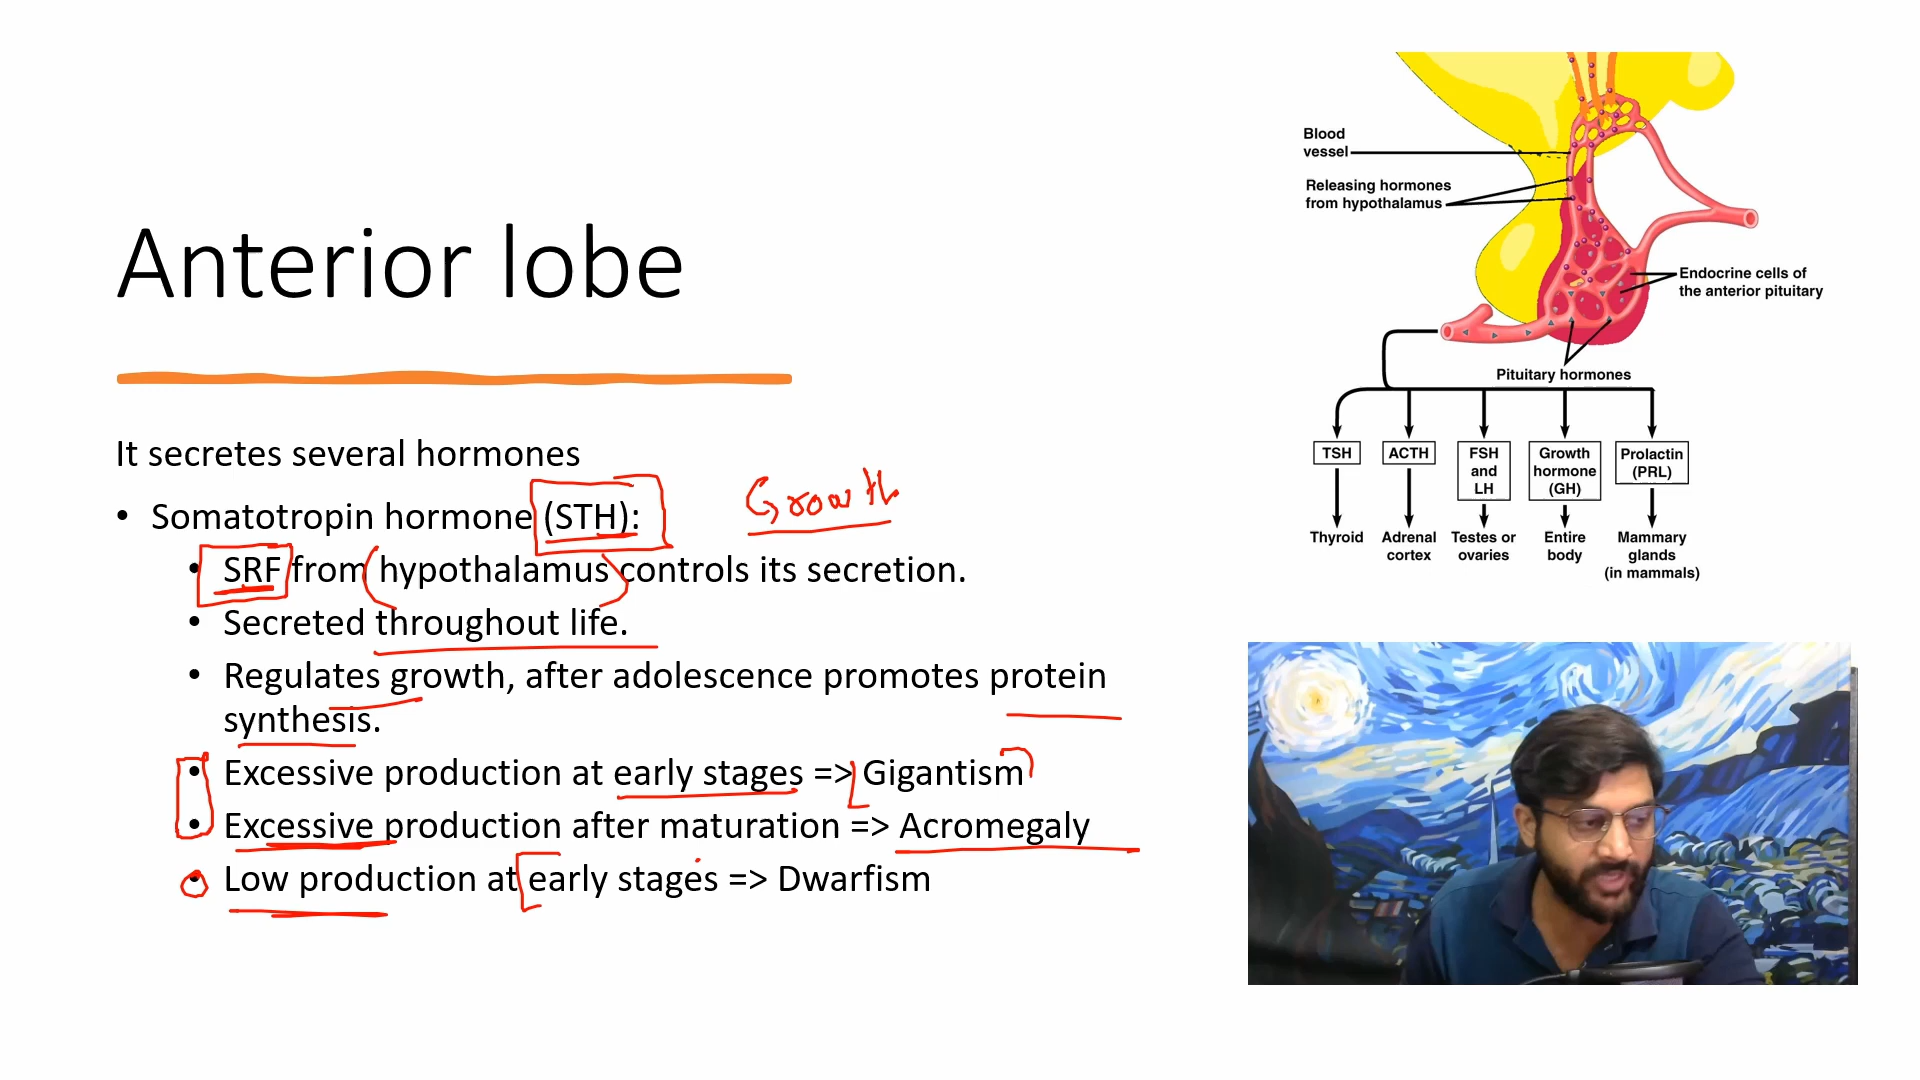 Anterior lobe
It secretes several hormones
• Somatotropin hormone (STH):
Growth
• SRF from hypothalamus controls its secretion.
• Secreted throughout life.
• Regulates growth, after adolescence promotes protein
synthesis.
• Excessive production at early stages => Gigantism
• Excessive production after maturation => Acromegaly
• Low production at early stages => Dwarfism
Blood
vessel
Releasing hormones
from hypothalamus
Endocrine cells of
the anterior pituitary
Pituitary hormones
TSH
ACTH
FSH
and
LH
Growth
hormone
(GH)
Prolactin
(PRL)
Thyroid
Adrenal
cortex
Testes or
ovaries
Entire
body
Mammary
glands
(in mammals)